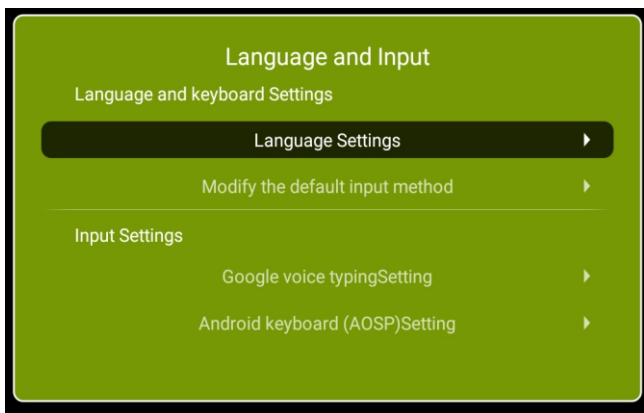 Language and Input
Language and keyboard Settings
Language Settings
Modify the default input method
Input Settings
Google voice typingSetting
Android keyboard (AOSP)Setting